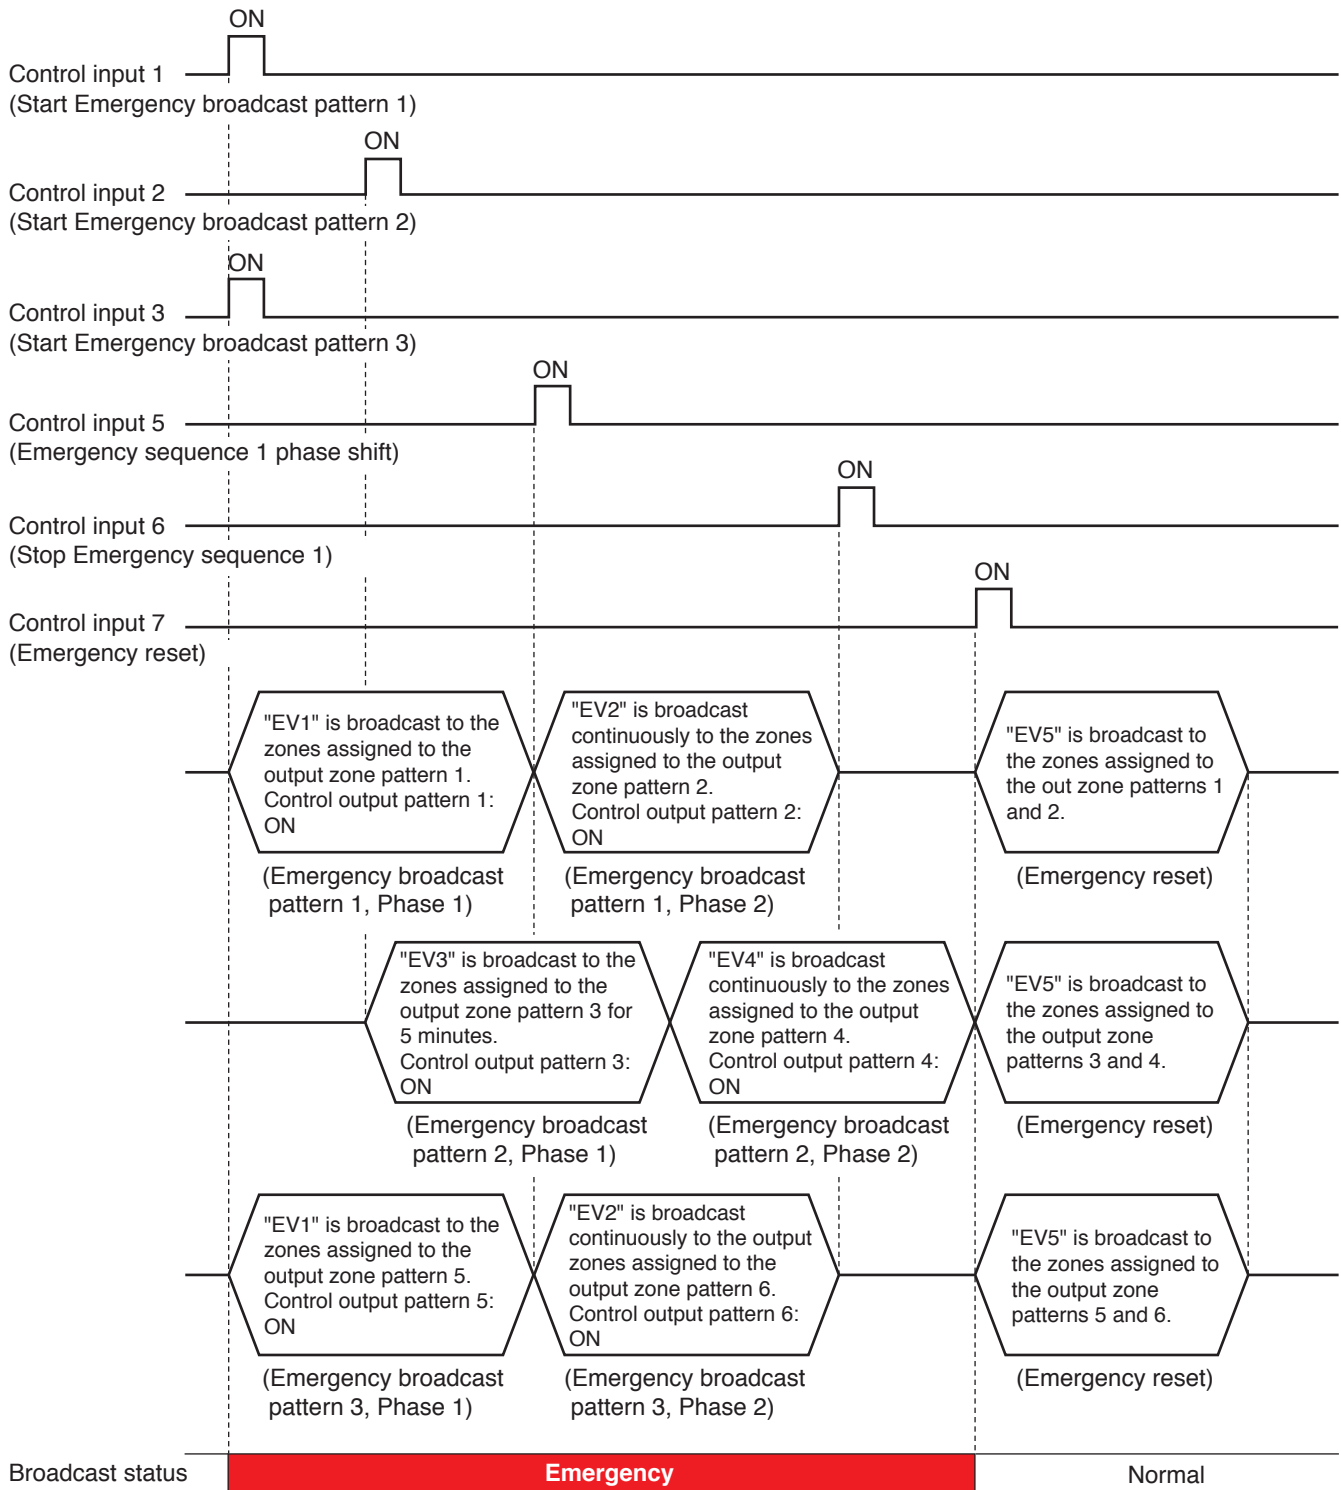 ON
Control input 1
(Start Emergency broadcast pattern 1)
ON
Control input 2
(Start Emergency broadcast pattern 2)
ON
Control input 3
(Start Emergency broadcast pattern 3)
ON
Control input 5
(Emergency sequence 1 phase shift)
ON
Control input 6
(Stop Emergency sequence 1)
ON
Control input 7
(Emergency reset)
"EV1" is broadcast to the
zones assigned to the
output zone pattern 1.
Control output pattern 1:
ON
(Emergency broadcast
pattern 1, Phase 1)
"EV2" is broadcast
continuously to the zones
assigned to the output
zone pattern 2.
Control output pattern 2:
ON
(Emergency broadcast
pattern 1, Phase 2)
"EV5" is broadcast to
the zones assigned to
the out zone patterns 1
and 2.
(Emergency reset)
"EV3" is broadcast to the
zones assigned to the
output zone pattern 3 for
5 minutes.
Control output pattern 3:
ON
(Emergency broadcast
pattern 2, Phase 1)
"EV4" is broadcast
continuously to the zones
assigned to the output
zone pattern 4.
Control output pattern 4:
ON
(Emergency broadcast
pattern 2, Phase 2)
"EV5" is broadcast to
the zones assigned to
the output zone
patterns 3 and 4.
(Emergency reset)
"EV1" is broadcast to the
zones assigned to the
output zone pattern 5.
Control output pattern 5:
ON
(Emergency broadcast
pattern 3, Phase 1)
"EV2" is broadcast
continuously to the output
zones assigned to the
output zone pattern 6.
Control output pattern 6:
ON
(Emergency broadcast
pattern 3, Phase 2)
"EV5" is broadcast to
the zones assigned to
the output zone
patterns 5 and 6.
(Emergency reset)
Broadcast status
Emergency
Normal